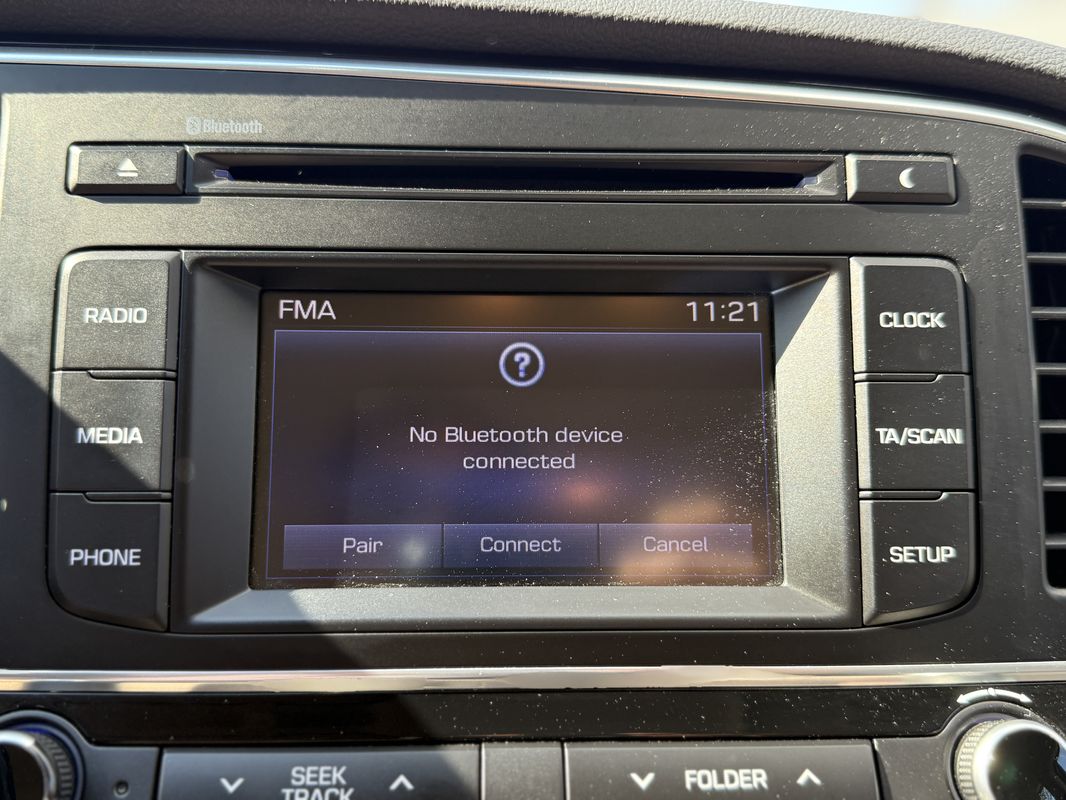 Bluetooth
RADIO
MEDIA
PHONE
FMA
11:21
?
No Bluetooth device
connected
Pair
Connect
Cancel
CLOCK
TA/SCAN
SETUP
SEEK
TRACK
FOLDER